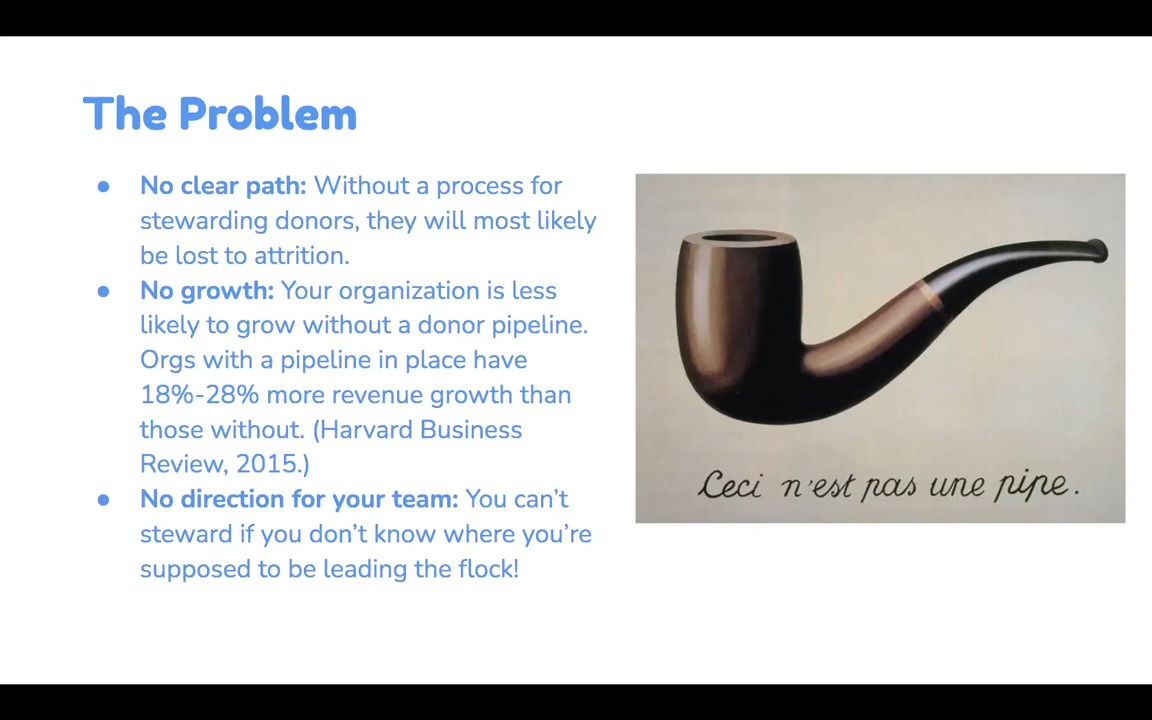 The Problem
● No clear path: Without a process for
stewarding donors, they will most likely
be lost to attrition.
● No growth: Your organization is less
likely to grow without a donor pipeline.
Orgs with a pipeline in place have
18%-28% more revenue growth than
those without. (Harvard Business
Review, 2015.)
● No direction for your team: You can’t
steward if you don’t know where you’re
supposed to be leading the flock!
Ceci n'est pas une pipe.